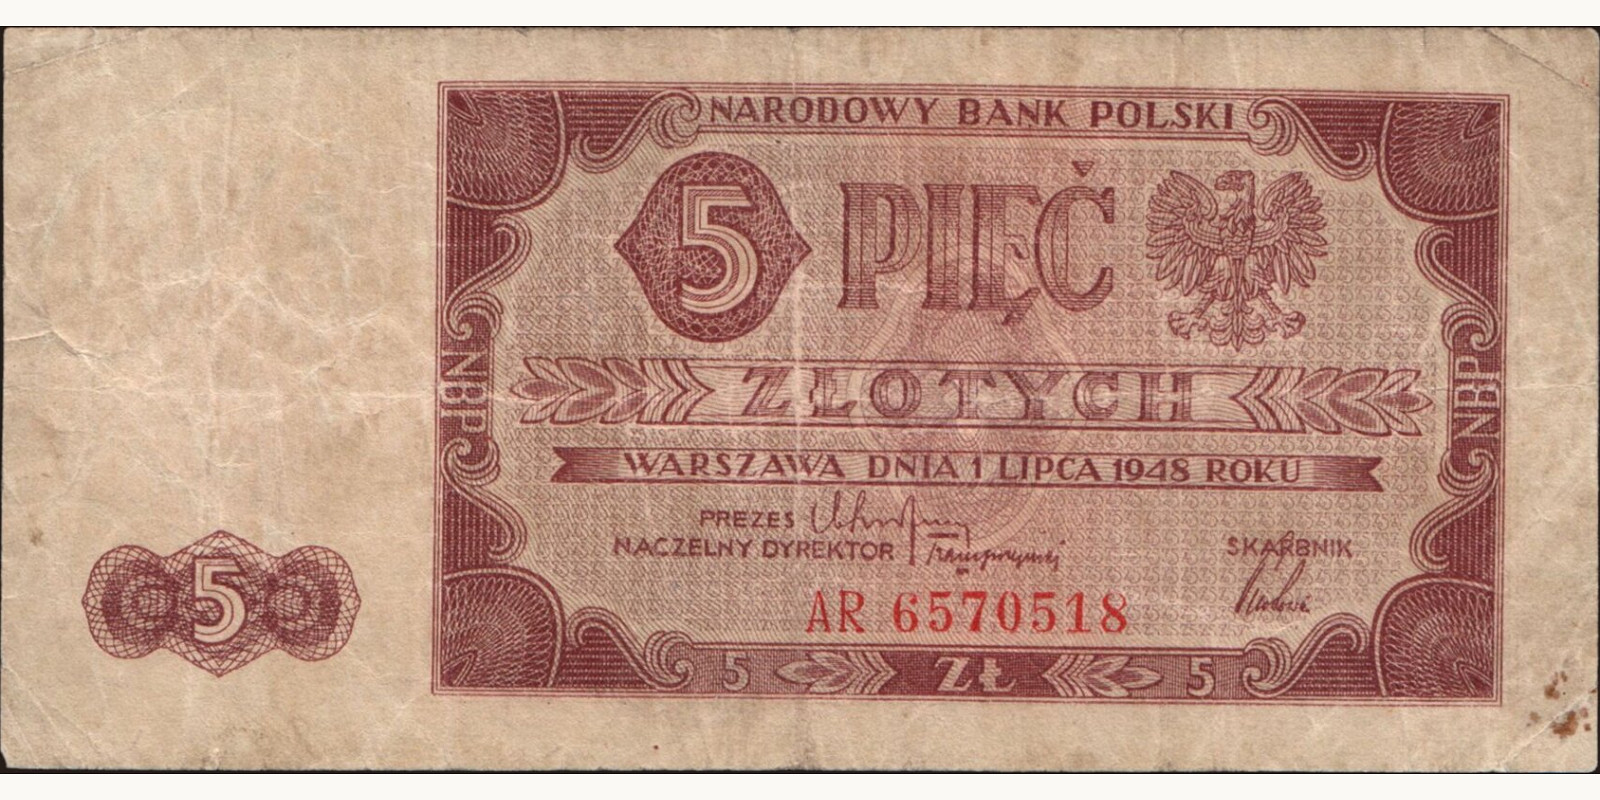 NARODOWY BANK POLSKI
5 PIĘĆ
ZŁOTYCH
NBP
NBP
WARSZAWA DNIA 1 LIPCA 1948 ROKU
PREZES
NACZELNY DYREKTOR
SKARBNIK
5
AR 6570518
5 ZŁ 5